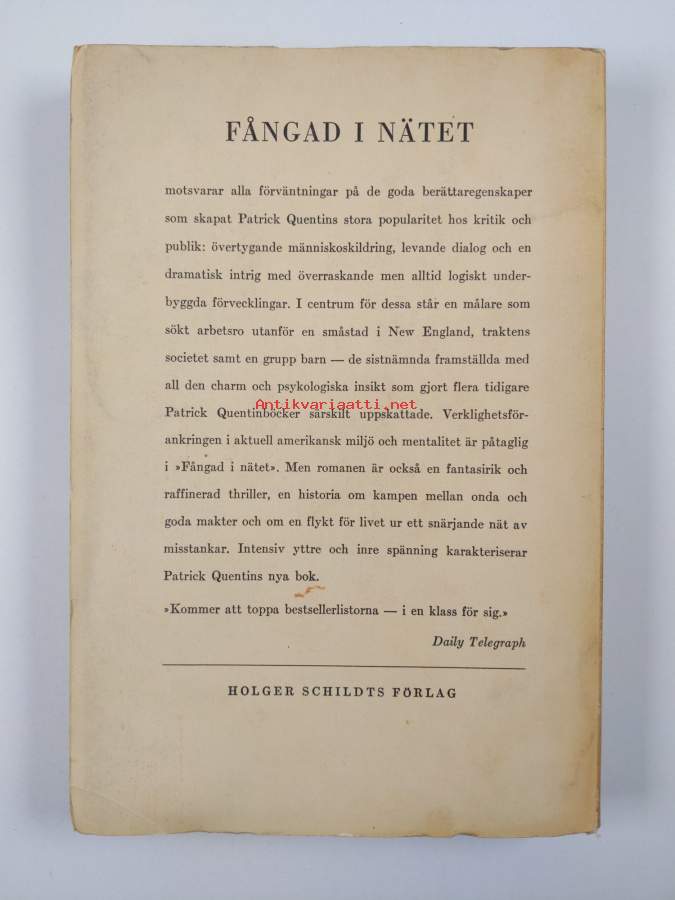 FÅNGAD I NÄTET
motsvarar alla förväntningar på de goda berättaregenskaper
som skapat Patrick Quentins stora popularitet hos kritik och
publik: övertygande människoskildring, levande dialog och en
dramatisk intrig med överraskande men alltid logiskt under-
byggda förvecklingar. I centrum för dessa står en målare som
sökt arbetsro utanför en småstad i New England, traktens
societet samt en grupp barn — de sistnämnda framställda med
all den charm och psykologiska insikt som gjort flera tidigare
Antikvariaatti.net
Patrick Quentinböcker särskilt uppskattade. Verklighetsför-
ankringen i aktuell amerikansk miljö och mentalitet är påtaglig
i »Fångad i nätet». Men romanen är också en fantasirik och
raffinerad thriller, en historia om kampen mellan onda och
goda makter och om en flykt för livet ur ett snärjande nät av
misstankar. Intensiv yttre och inre spänning karakteriserar
Patrick Quentins nya bok.
»Kommer att toppa bestsellerlistorna — i en klass för sig.»
Daily Telegraph
HOLGER SCHILDTS FÖRLAG